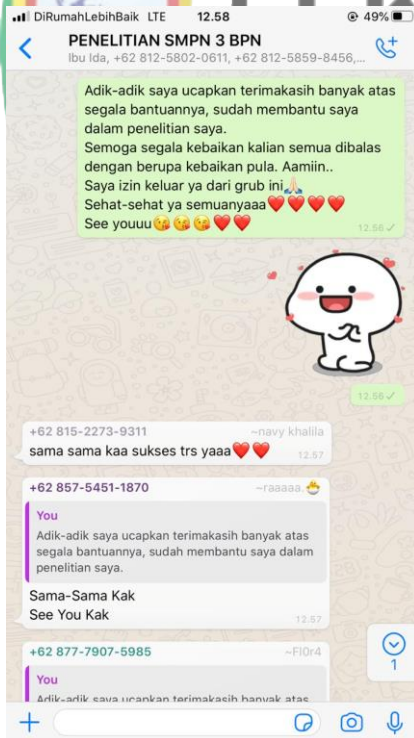 DiRumahLebihBaik LTE 12.58 49%
PENELITIAN SMPN 3 BPN
Ibu Ida, +62 812-5802-0611, +62 812-5859-8456,...
Adik-adik saya ucapkan terimakasih banyak atas
segala bantuannya, sudah membantu saya
dalam penelitian saya.
Semoga segala kebaikan kalian semua dibalas
dengan berupa kebaikan pula. Aamiin..
Saya izin keluar ya dari grub ini🙏🏻
Sehat-sehat ya semuanyaaa❤️❤️❤️❤️
See youuu😘😘😘❤️❤️
12.56
12.56
+62 815-2273-9311 ~navy khalila
sama sama kaa sukses trs yaaa❤️❤️
12.57
+62 857-5451-1870 ~raaaaa.🐣
You
Adik-adik saya ucapkan terimakasih banyak atas
segala bantuannya, sudah membantu saya dalam
penelitian saya.
Sama-Sama Kak
See You Kak
12.57
+62 877-7907-5985 ~Fl0r4
You
Adik-adik saya ucapkan terimakasih banyak atas
1